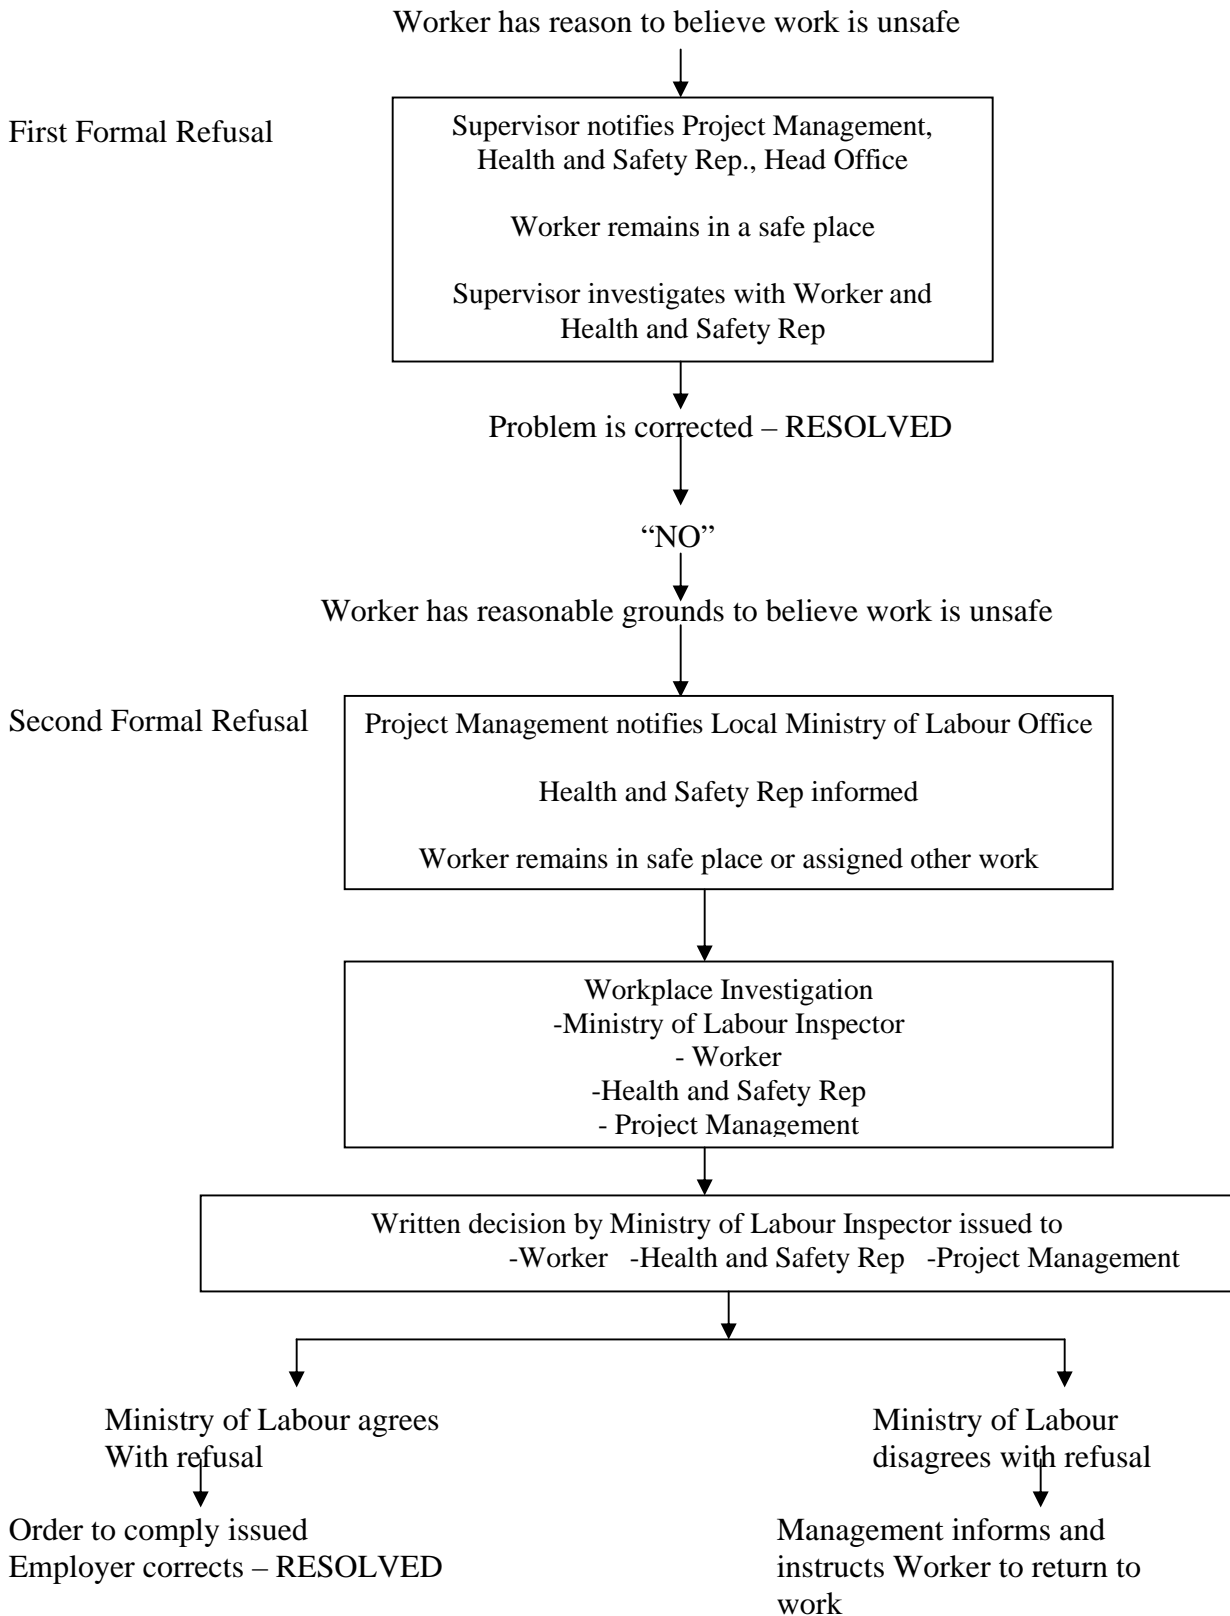 Worker has reason to believe work is unsafe
First Formal Refusal
Supervisor notifies Project Management,
Health and Safety Rep., Head Office
Worker remains in a safe place
Supervisor investigates with Worker and
Health and Safety Rep
Problem is corrected – RESOLVED
“NO”
Worker has reasonable grounds to believe work is unsafe
Second Formal Refusal
Project Management notifies Local Ministry of Labour Office
Health and Safety Rep informed
Worker remains in safe place or assigned other work
Workplace Investigation
-Ministry of Labour Inspector
- Worker
-Health and Safety Rep
- Project Management
Written decision by Ministry of Labour Inspector issued to
-Worker -Health and Safety Rep -Project Management
Ministry of Labour agrees
With refusal
Order to comply issued
Employer corrects – RESOLVED
Ministry of Labour
disagrees with refusal
Management informs and
instructs Worker to return to
work